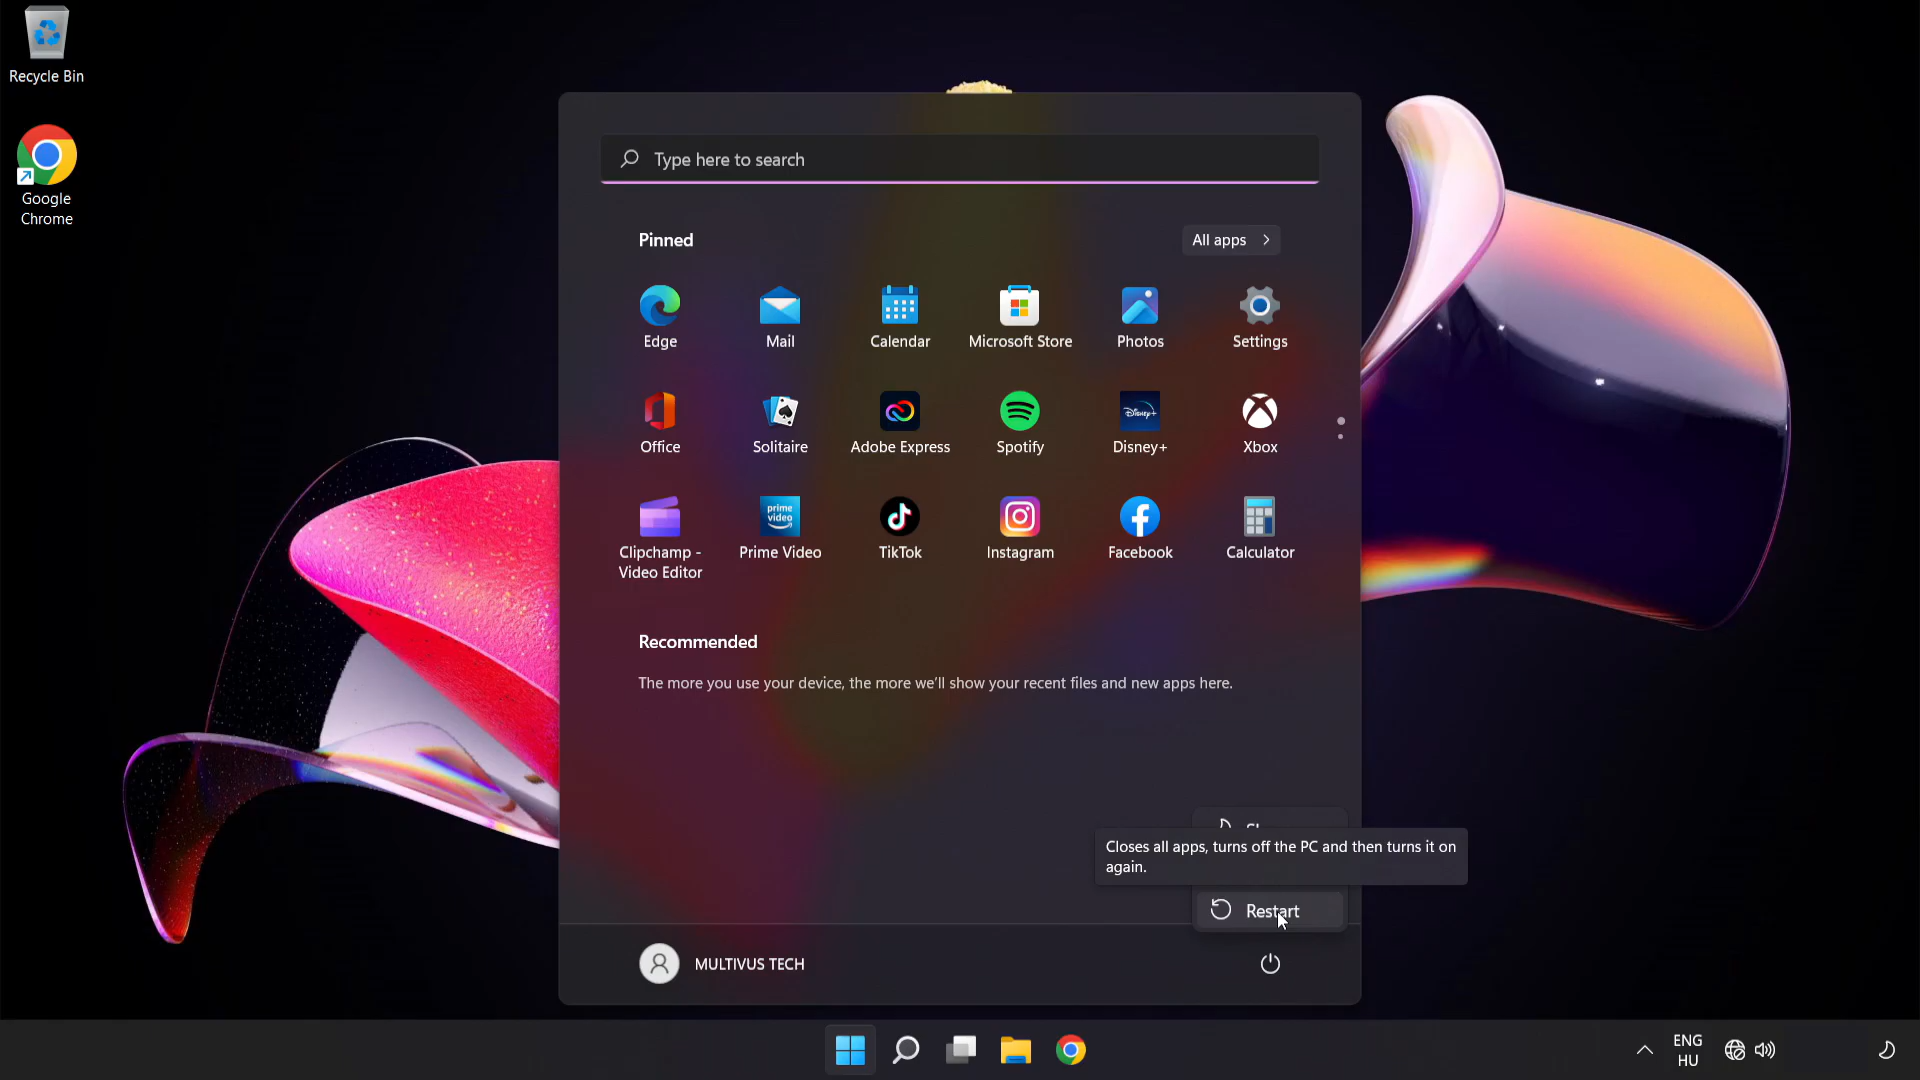 Recycle Bin
Google
Chrome
Type here to search
Pinned
All apps
Edge
Mail
Calendar
Microsoft Store
Photos
Settings
Office
Solitaire
Adobe Express
Spotify
Disney+
Disney+
Xbox
prime
video
Clipchamp -
Video Editor
Prime Video
TikTok
Instagram
Facebook
Calculator
Recommended
The more you use your device, the more we'll show your recent files and new apps here.
Closes all apps, turns off the PC and then turns it on
again.
Restart
MULTIVUS TECH
ENG
HU